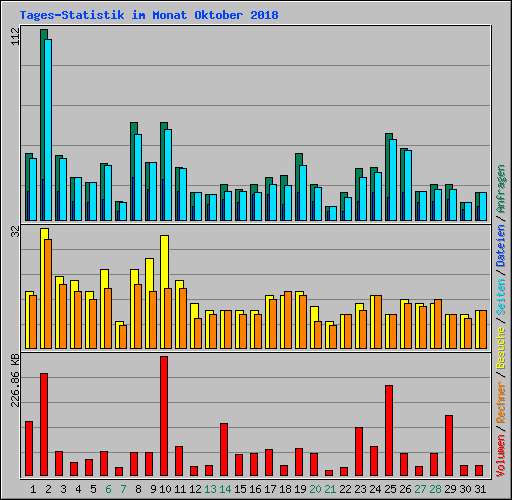 Tages-Statistik im Monat Oktober 2018
112
32
226.86 KB
Volumen / Rechner / Besuche / Seiten / Dateien / Anfragen
1 2 3 4 5 6 7 8 9 10 11 12 13 14 15 16 17 18 19 20 21 22 23 24 25 26 27 28 29 30 31